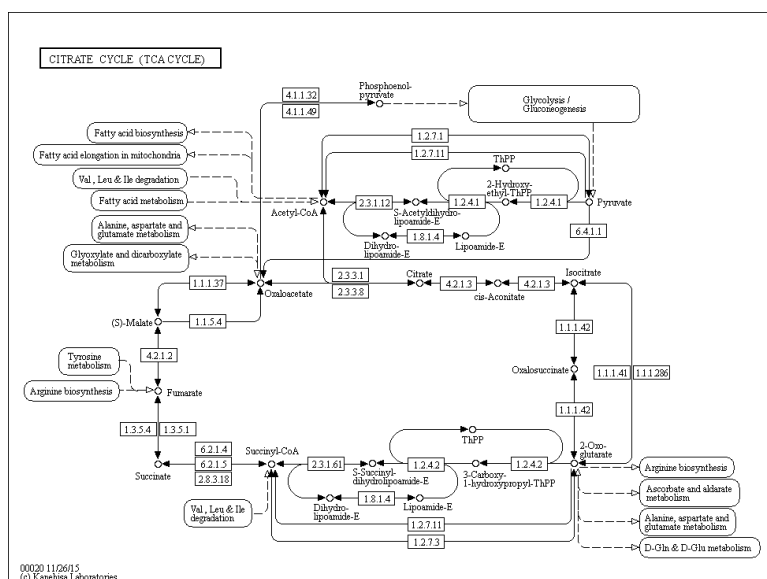 CITRATE CYCLE (TCA CYCLE)
Phosphoenol-
pyruvate
4.1.1.32
4.1.1.49
Glycolysis /
Gluconeogenesis
Fatty acid biosynthesis
Fatty acid elongation in mitochondria
Val , Leu & Ile degradation
Fatty acid metabolism
Alanine, aspartate and
glutamate metabolism
Glyoxylate and dicarboxylate
metabolism
1.2.7.1
1.2.7.11
ThPP
2-Hydroxy-
ethyl-ThPP
Acetyl-CoA
2.3.1.12
S-Acetyldihydro-
lipoamide-E
1.2.4.1
1.2.4.1
Pyruvate
Dihydro-
lipoamide-E
1.8.1.4
Lipoamide-E
6.4.1.1
1.1.1.37
Oxaloacetate
2.3.3.1
2.3.3.8
Citrate
4.2.1.3
cis-Aconitate
4.2.1.3
Isocitrate
(S)-Malate
1.1.5.4
1.1.1.42
4.2.1.2
Tyrosine
metabolism
Arginine biosynthesis
Fumarate
Oxalosuccinate
1.1.1.41
1.1.1.286
1.1.1.42
1.3.5.4
1.3.5.1
ThPP
2-Oxo-
glutarate
Succinate
6.2.1.4
6.2.1.5
2.8.3.18
Succinyl-CoA
2.3.1.61
S-Succinyl-
dihydrolipoamide-E
1.2.4.2
3-Carboxy-
1-hydroxypropyl-ThPP
1.2.4.2
Dihydro-
lipoamide-E
1.8.1.4
Lipoamide-E
Val , Leu & Ile
degradation
1.2.7.11
1.2.7.3
Arginine biosynthesis
Ascorbate and aldarate
metabolism
Alanine, aspartate and
glutamate metabolism
D-Gln & D-Glu metabolism
00020 11/26/15
(c) Kanehisa Laboratories